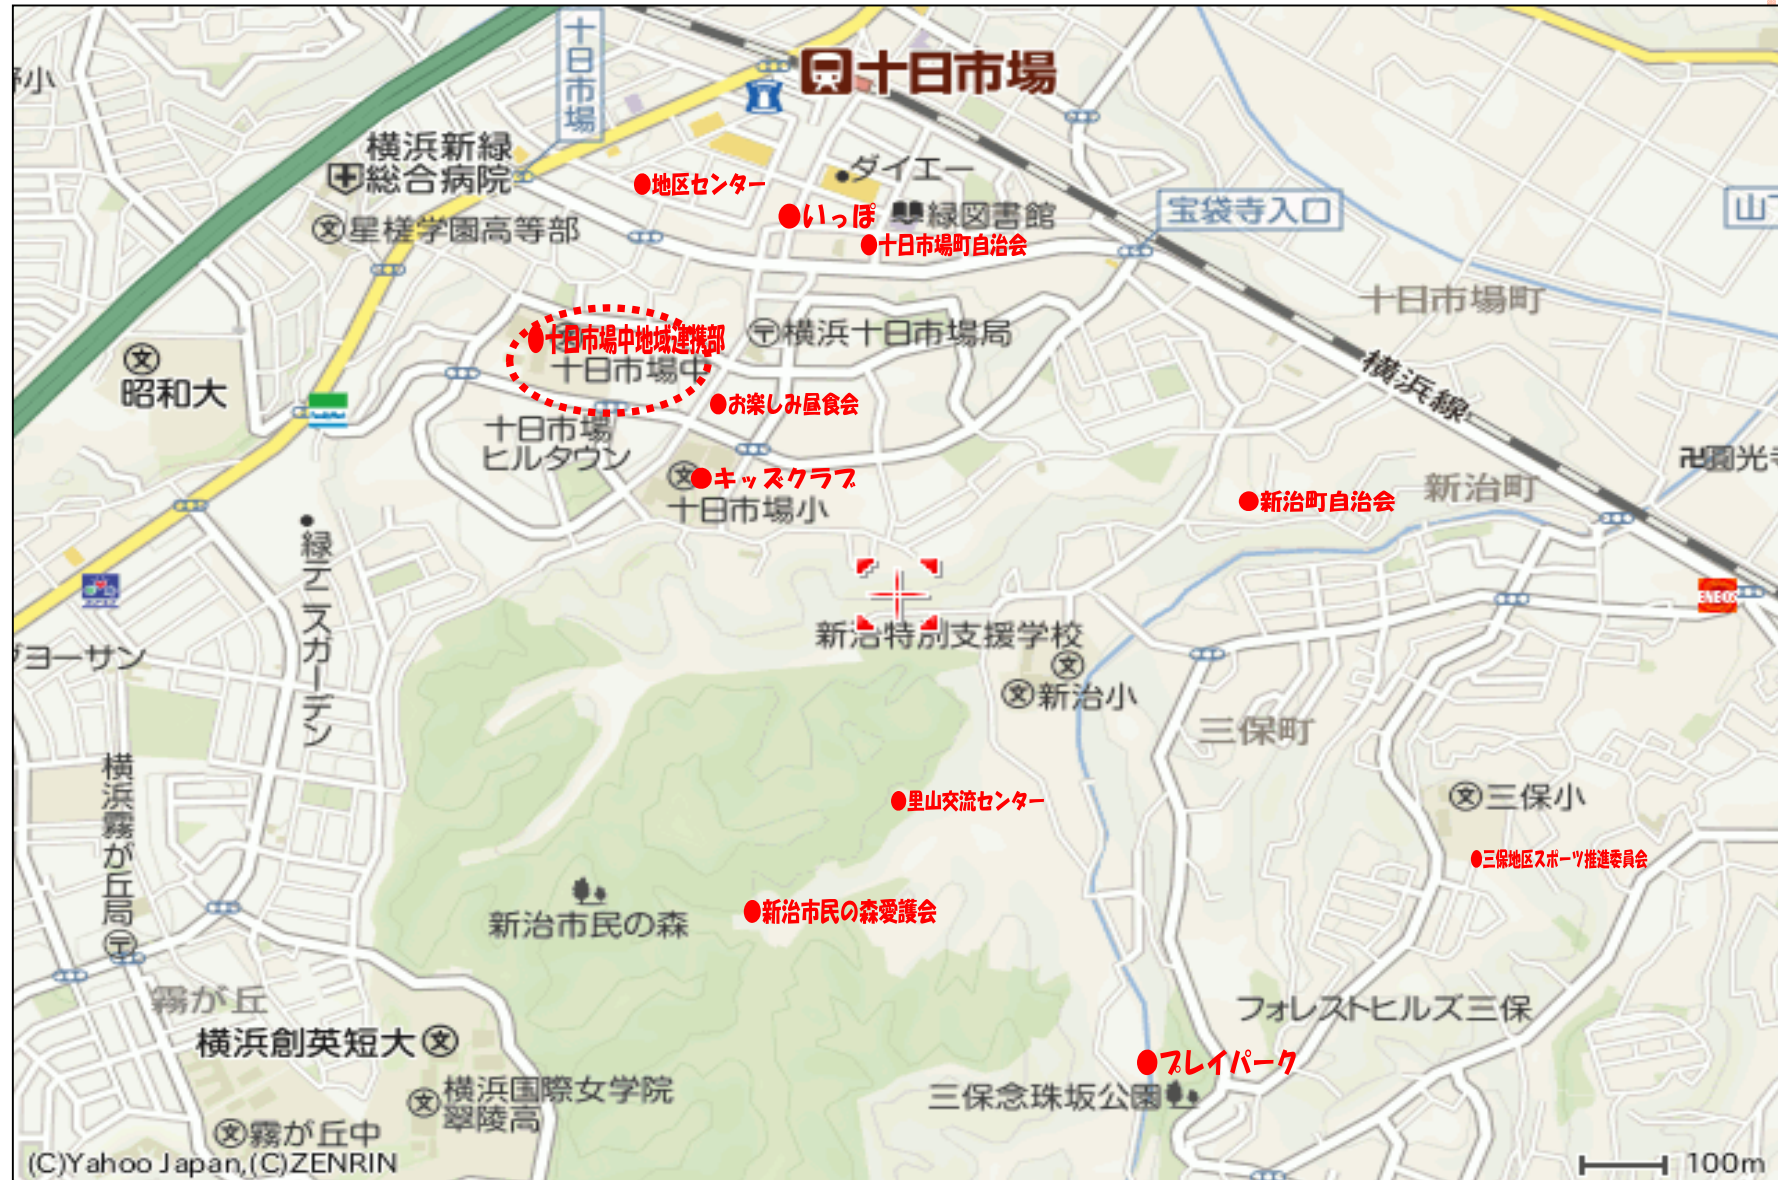 十日市場
十日市場
横浜新緑
総合病院
星槎学園高等部
●地区センター
ダイエー
●いっぽ
緑図書館
●十日市場町自治会
宝袋寺入口
十日市場町
●十日市場中地域連携部
十日市場中
横浜十日市場局
昭和大
FamilyMart
横浜線
●お楽しみ昼食会
十日市場
ヒルタウン
●キッズクラブ
十日市場小
新治町
●新治町自治会
緑テニスガーデン
ENEOS
新治特別支援学校
新治小
三保町
ヨーサン
横浜霧が丘局
●里山交流センター
三保小
●三保地区スポーツ推進委員会
新治市民の森
●新治市民の森愛護会
霧が丘
フォレストヒルズ三保
横浜創英短大
●プレイパーク
三保念珠坂公園
横浜国際女学院
翠陵高
霧が丘中
(C)Yahoo Japan,(C)ZENRIN
100m